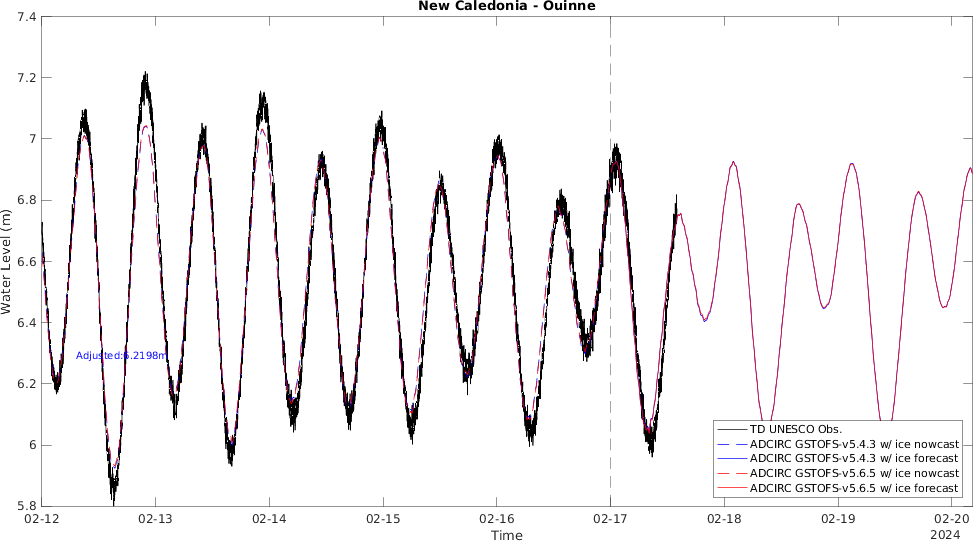 New Caledonia - Ouinne
7.4
7.2
7
6.8
6.6
6.4
6.2
6
5.8
Water Level (m)
Adjusted:6.2198m
TD UNESCO Obs.
ADCIRC GSTOFS-v5.4.3 w/ ice nowcast
ADCIRC GSTOFS-v5.4.3 w/ ice forecast
ADCIRC GSTOFS-v5.6.5 w/ ice nowcast
ADCIRC GSTOFS-v5.6.5 w/ ice forecast
02-12 02-13 02-14 02-15 02-16 02-17 02-18 02-19 02-20
Time 2024